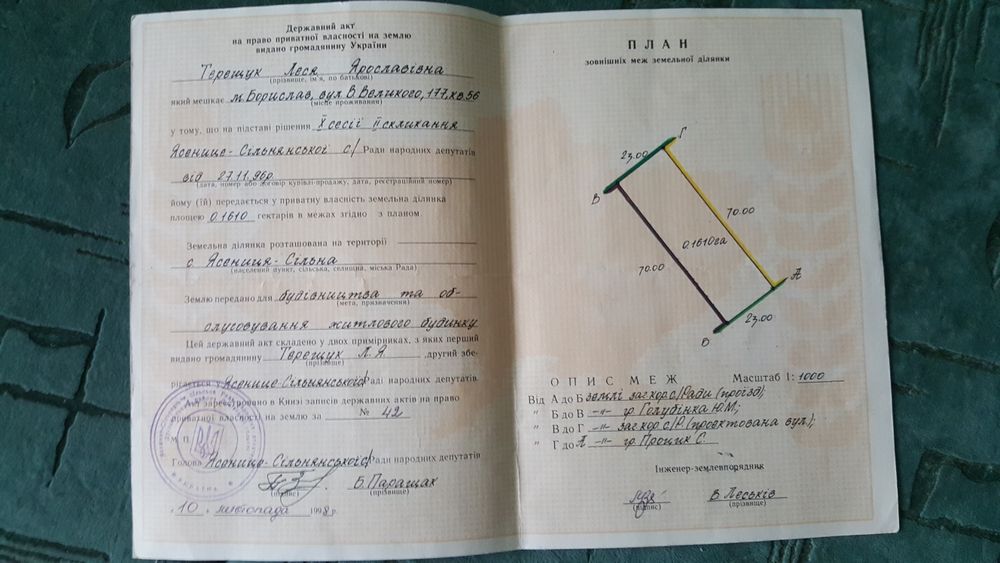 Державний акт
на право приватної власності на землю
видано громадянину України
Терещук Леся Ярославівна
(прізвище, ім'я, по батькові)
який мешкає м. Борислав, вул. В. Великого, 177, кв. 56
(місце проживання)
у тому, що на підставі рішення X сесії II скликання
Ясенице-Сільнянської с/ Ради народних депутатів
від 27.11.96р.
(дата, номер або договір купівлі-продажу, дата, реєстраційний номер)
йому (їй) передається у приватну власність земельна ділянка
площею 0.1610 гектарів в межах згідно з планом.
Земельна ділянка розташована на території
с Ясениця-Сільна
(населений пункт, сільська, селищна, міська Рада)
Землю передано для будівництва та об-
(мета, призначення)
слуговування житлового будинку
Цей державний акт складено у двох примірниках, з яких перший
видано громадянину Терещук Л. Я. ,другий збе-
(прізвище)
рігається у Ясенице-Сільнянської с/ Раді народних депутатів.
Акт зареєстровано в Книзі записів державних актів на право
приватної власності на землю за № 42
М. П.
УКРАЇНА
Голова Ясенице-Сільнянської с/ Ради народних депутатів
Б. Паращак
(підпис) (прізвище)
" 10 " листопада 1998 р.
ПЛАН
зовнішніх меж земельної ділянки
Г
23.00
В
70.00
0.1610га
70.00
А
23.00
Б
ОПИС МЕЖ Масштаб 1: 1000
Від А до Б землі заг. кор. с/Ради (проїзд);
" Б до В -"- гр. Голубінка Ю.М.;
" В до Г -"- заг. кор. с/Р. (проектована вул.);
" Г до А -"- гр. Процик С.
Інженер-землевпорядник
В. Леськів
(підпис) (прізвище)